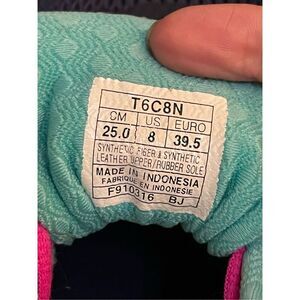 T6C8N
CM US EURO
25.0 8 39.5
SYNTHETIC FIBER & SYNTHETIC
LEATHER UPPER/RUBBER SOLE
MADE IN INDONESIA
FABRIQUE EN INDONESIE
F910316 BJ